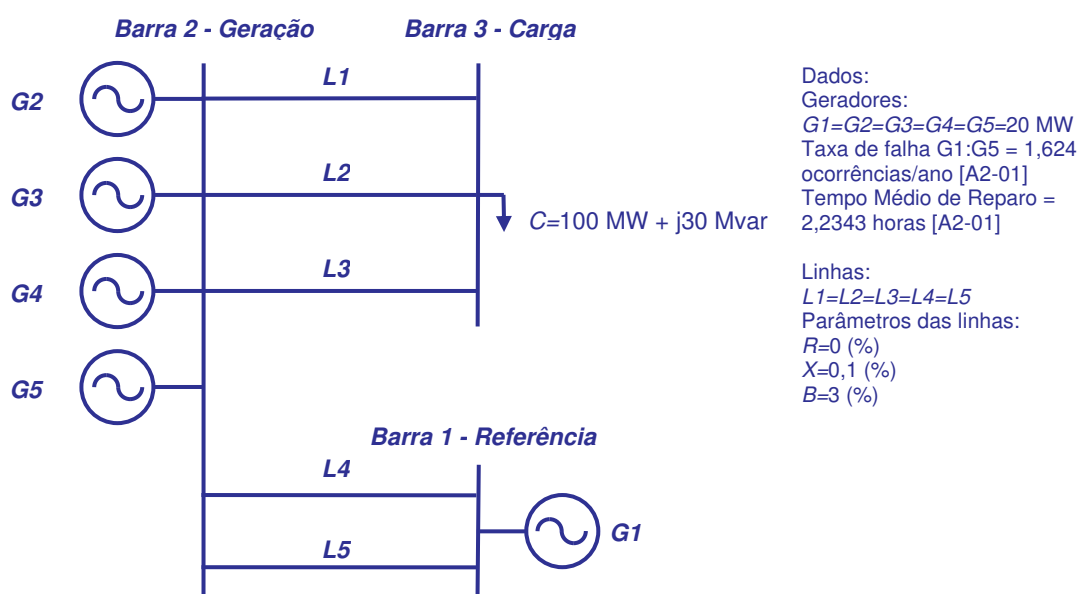 Barra 2 - Geração
Barra 3 - Carga
L1
G2
L2
G3
C=100 MW + j30 Mvar
L3
G4
G5
Barra 1 - Referência
L4
G1
L5
Dados:
Geradores:
G1=G2=G3=G4=G5=20 MW
Taxa de falha G1:G5 = 1,624
ocorrências/ano [A2-01]
Tempo Médio de Reparo =
2,2343 horas [A2-01]
Linhas:
L1=L2=L3=L4=L5
Parâmetros das linhas:
R=0 (%)
X=0,1 (%)
B=3 (%)